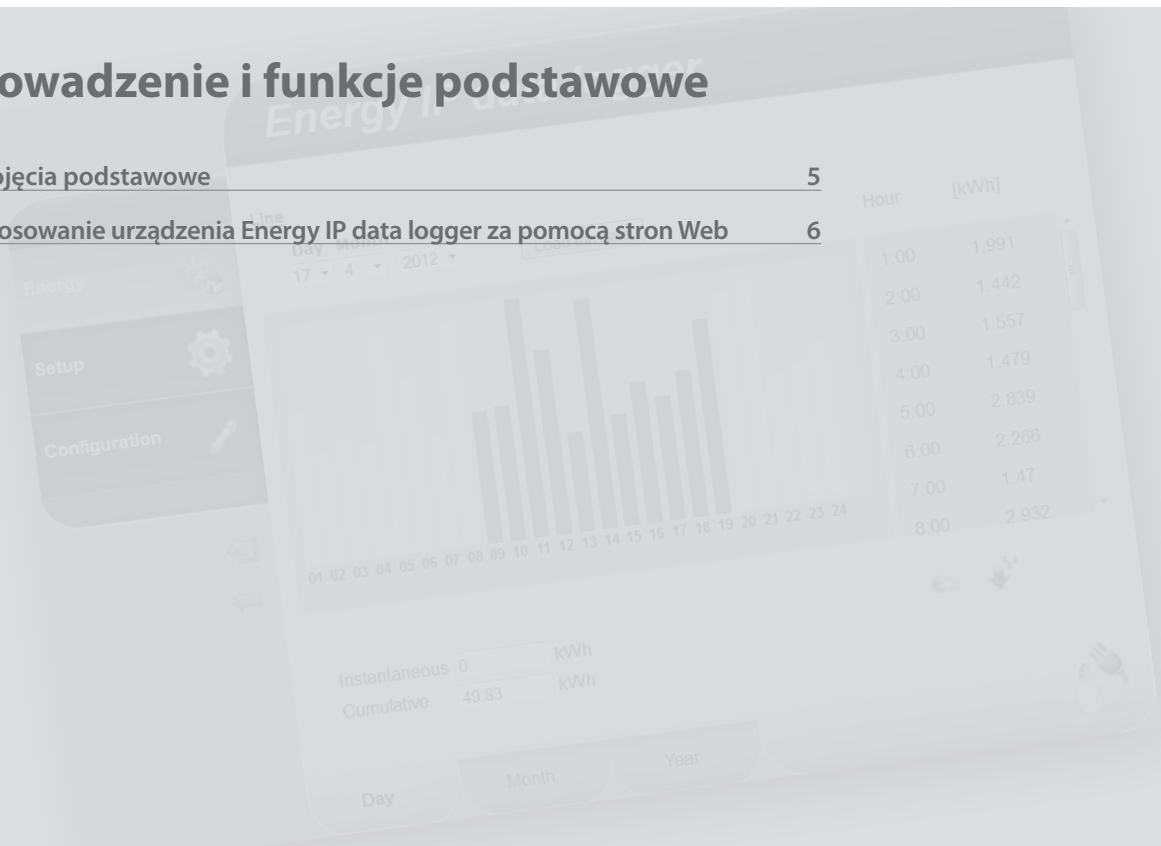 owadzenie i funkcje podstawowe
Energy IP data logger
ojęcia podstawowe 5
osowanie urządzenia Energy IP data logger za pomocą stron Web 6
Line
Day Month
17 4 2012
Hour [kWh]
1:00 1.991
2:00 1.442
3:00 1.557
4:00 1.479
5:00 2.839
6:00 2.266
7:00 1.47
8:00 2.932
Energy
Setup
Configuration
01 02 03 04 05 06 07 08 09 10 11 12 13 14 15 16 17 18 19 20 21 22 23 24
Instantaneous 0 kWh
Cumulative 49.83 kWh
Day Month Year